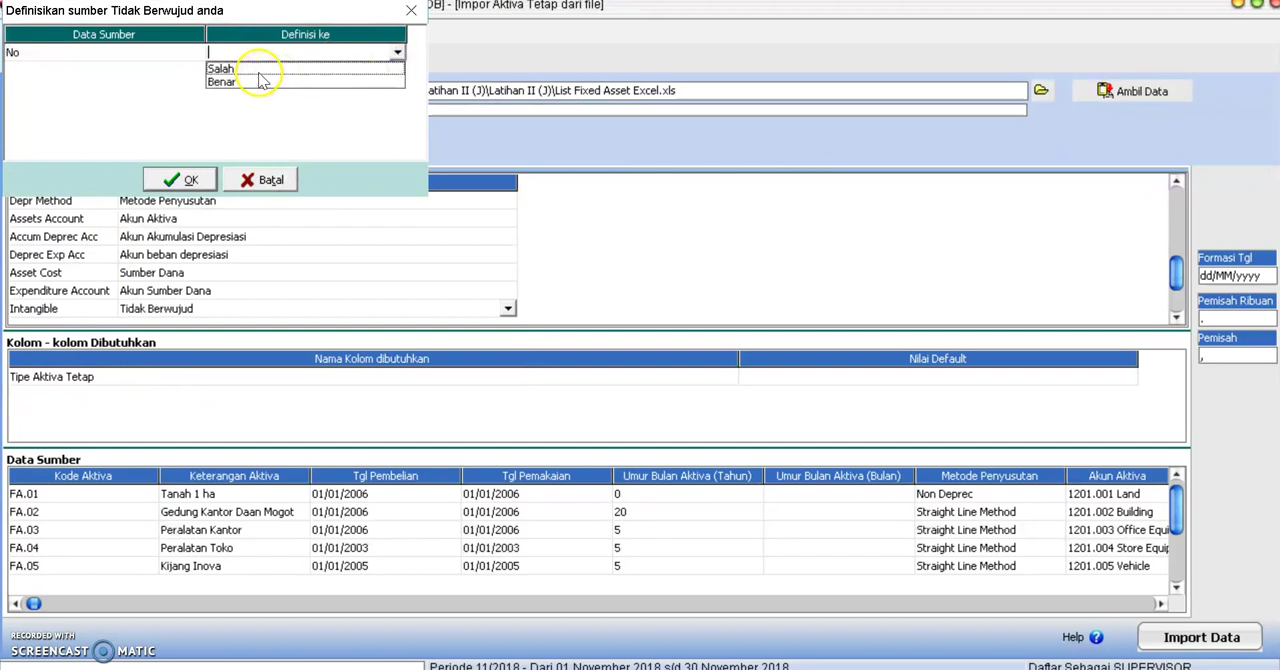 Definisikan sumber Tidak Berwujud anda
DB] - [Impor Aktiva Tetap dari file]
Data Sumber Definisi ke
No
Salah
Benar
OK Batal
atihan II (J)\Latihan II (J)\List Fixed Asset Excel.xls
Ambil Data
Depr Method Metode Penyusutan
Assets Account Akun Aktiva
Accum Deprec Acc Akun Akumulasi Depresiasi
Deprec Exp Acc Akun beban depresiasi
Asset Cost Sumber Dana
Expenditure Account Akun Sumber Dana
Intangible Tidak Berwujud
Formasi Tgl
dd/MM/yyyy
Pemisah Ribuan
.
Pemisah
,
Kolom - kolom Dibutuhkan
Nama Kolom dibutuhkan Nilai Default
Tipe Aktiva Tetap
Data Sumber
Kode Aktiva Keterangan Aktiva Tgl Pembelian Tgl Pemakaian Umur Bulan Aktiva (Tahun) Umur Bulan Aktiva (Bulan) Metode Penyusutan Akun Aktiva
FA.01 Tanah 1 ha 01/01/2006 01/01/2006 0 Non Deprec 1201.001 Land
FA.02 Gedung Kantor Daan Mogot 01/01/2006 01/01/2006 20 Straight Line Method 1201.002 Building
FA.03 Peralatan Kantor 01/01/2006 01/01/2006 5 Straight Line Method 1201.003 Office Equi
FA.04 Peralatan Toko 01/01/2003 01/01/2003 5 Straight Line Method 1201.004 Store Equip
FA.05 Kijang Inova 01/01/2005 01/01/2005 5 Straight Line Method 1201.005 Vehicle
RECORDED WITH
SCREENCAST MATIC
Help ? Import Data
Periode 11/2018 - Dari 01 November 2018 s/d 30 November 2018 Daftar Sebagai SUPERVISOR